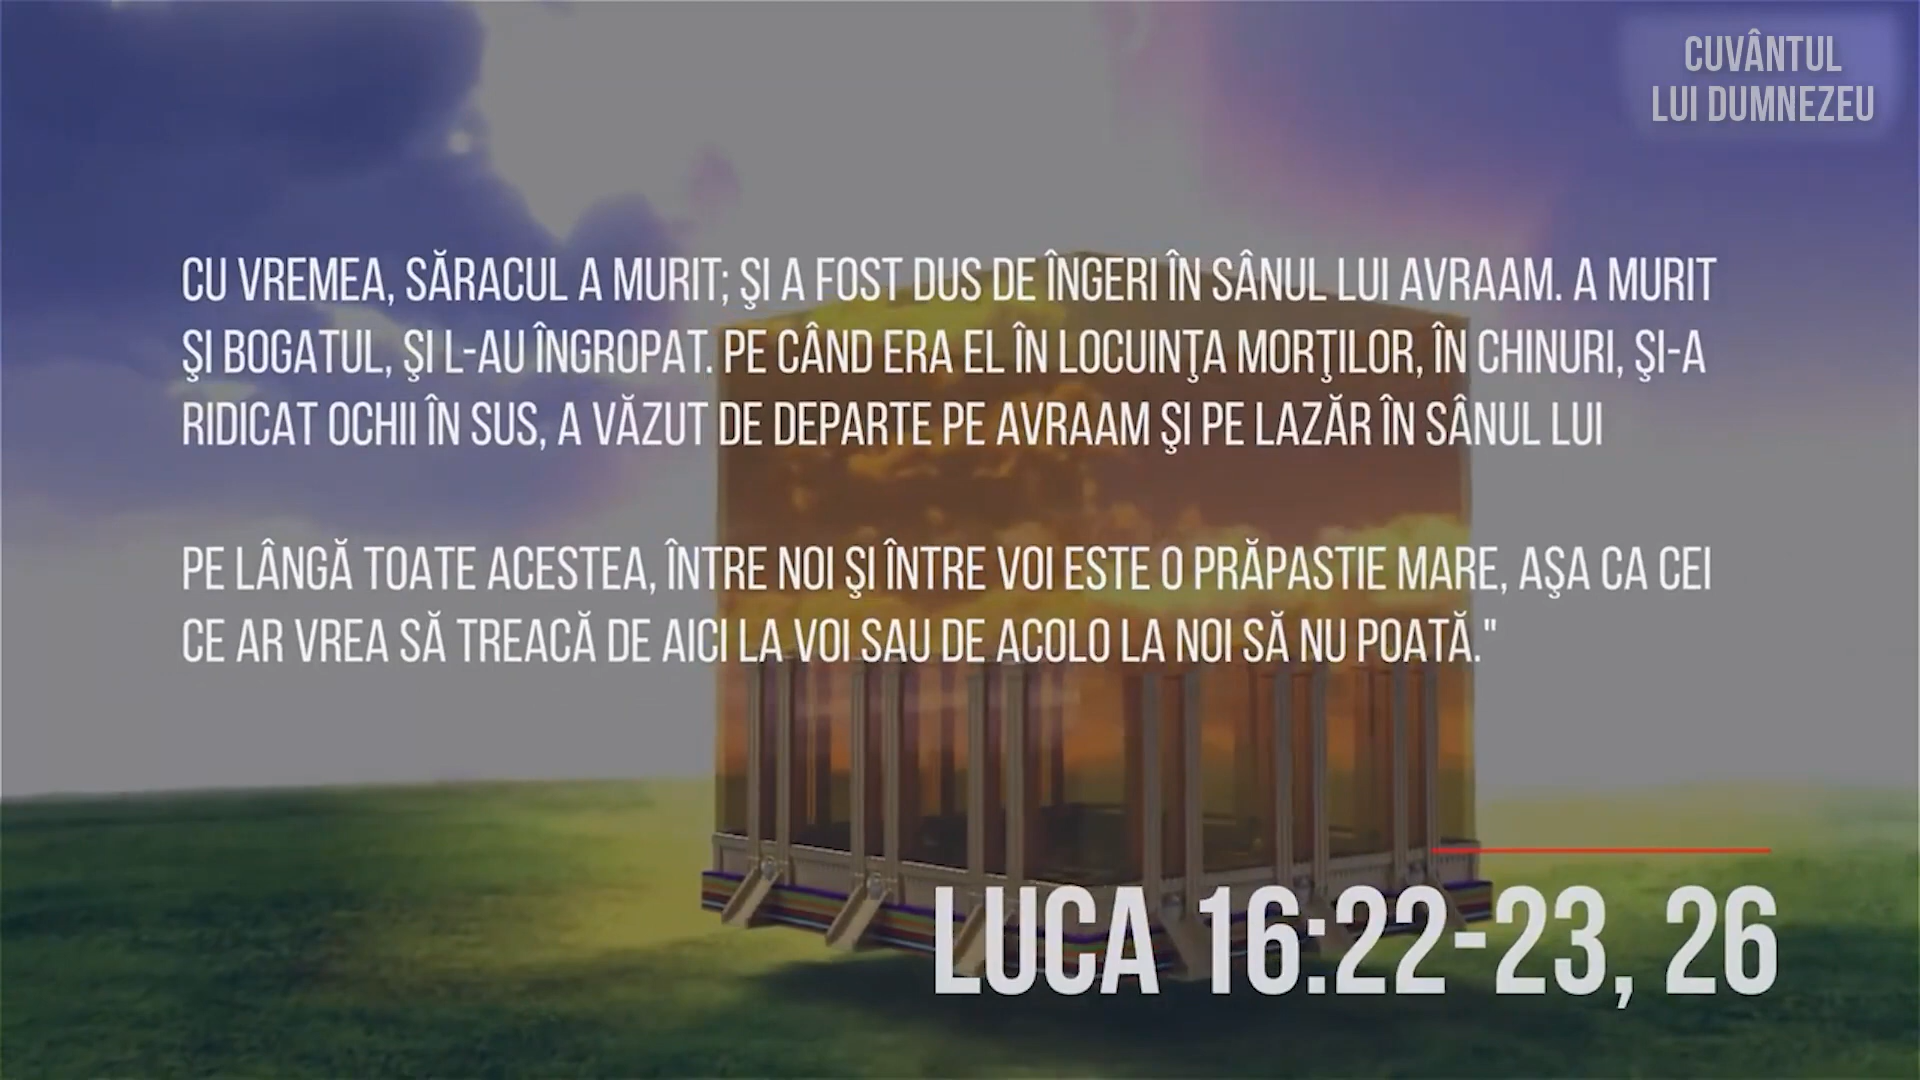 CUVÂNTUL
LUI DUMNEZEU
CU VREMEA, SĂRACUL A MURIT; ŞI A FOST DUS DE ÎNGERI ÎN SÂNUL LUI AVRAAM. A MURIT
ŞI BOGATUL, ŞI L-AU ÎNGROPAT. PE CÂND ERA EL ÎN LOCUINŢA MORŢILOR, ÎN CHINURI, ŞI-A
RIDICAT OCHII ÎN SUS, A VĂZUT DE DEPARTE PE AVRAAM ŞI PE LAZĂR ÎN SÂNUL LUI
PE LÂNGĂ TOATE ACESTEA, ÎNTRE NOI ŞI ÎNTRE VOI ESTE O PRĂPASTIE MARE, AŞA CA CEI
CE AR VREA SĂ TREACĂ DE AICI LA VOI SAU DE ACOLO LA NOI SĂ NU POATĂ."
LUCA 16:22-23, 26